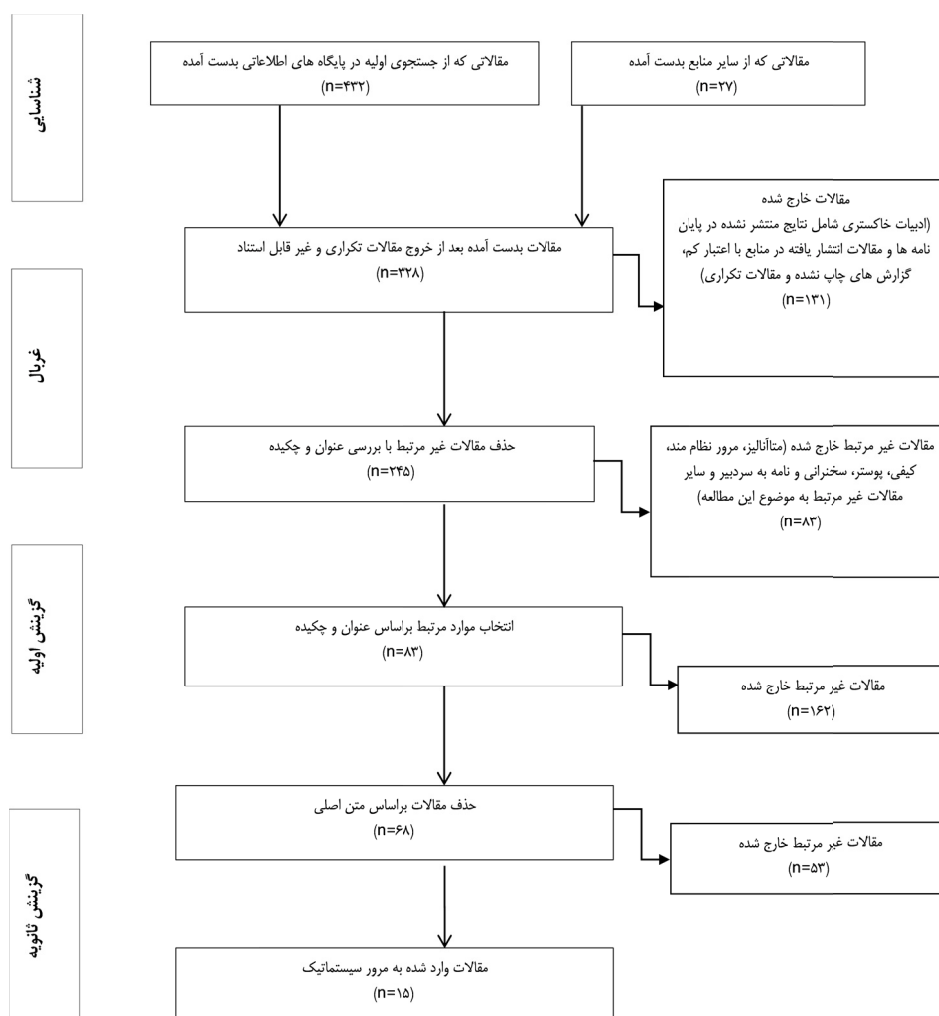 شناسایی
مقالاتی که از سایر منابع بدست آمده
(n=۲۷)
مقالاتی که از جستجوی اولیه در پایگاه های اطلاعاتی بدست آمده
(n=۴۳۲)
مقالات خارج شده
(ادبیات خاکستری شامل نتایج منتشر نشده در پایان
نامه ها و مقالات انتشار یافته در منابع با اعتبار کم،
گزارش های چاپ نشده و مقالات تکراری)
(n=۱۳۱)
مقالات بدست آمده بعد از خروج مقالات تکراری و غیر قابل استناد
(n=۳۲۸)
غربال
مقالات غیر مرتبط خارج شده (متاآنالیز، مرور نظام مند،
کیفی، پوستر، سخنرانی و نامه به سردبیر و سایر
مقالات غیر مرتبط به موضوع این مطالعه)
(n=۸۳)
حذف مقالات غیر مرتبط با بررسی عنوان و چکیده
(n=۲۴۵)
گزینش اولیه
انتخاب موارد مرتبط براساس عنوان و چکیده
(n=۸۳)
مقالات غیر مرتبط خارج شده
(n=۱۶۲)
حذف مقالات براساس متن اصلی
(n=۶۸)
مقالات غیر مرتبط خارج شده
(n=۵۳)
گزینش ثانویه
مقالات وارد شده به مرور سیستماتیک
(n=۱۵)